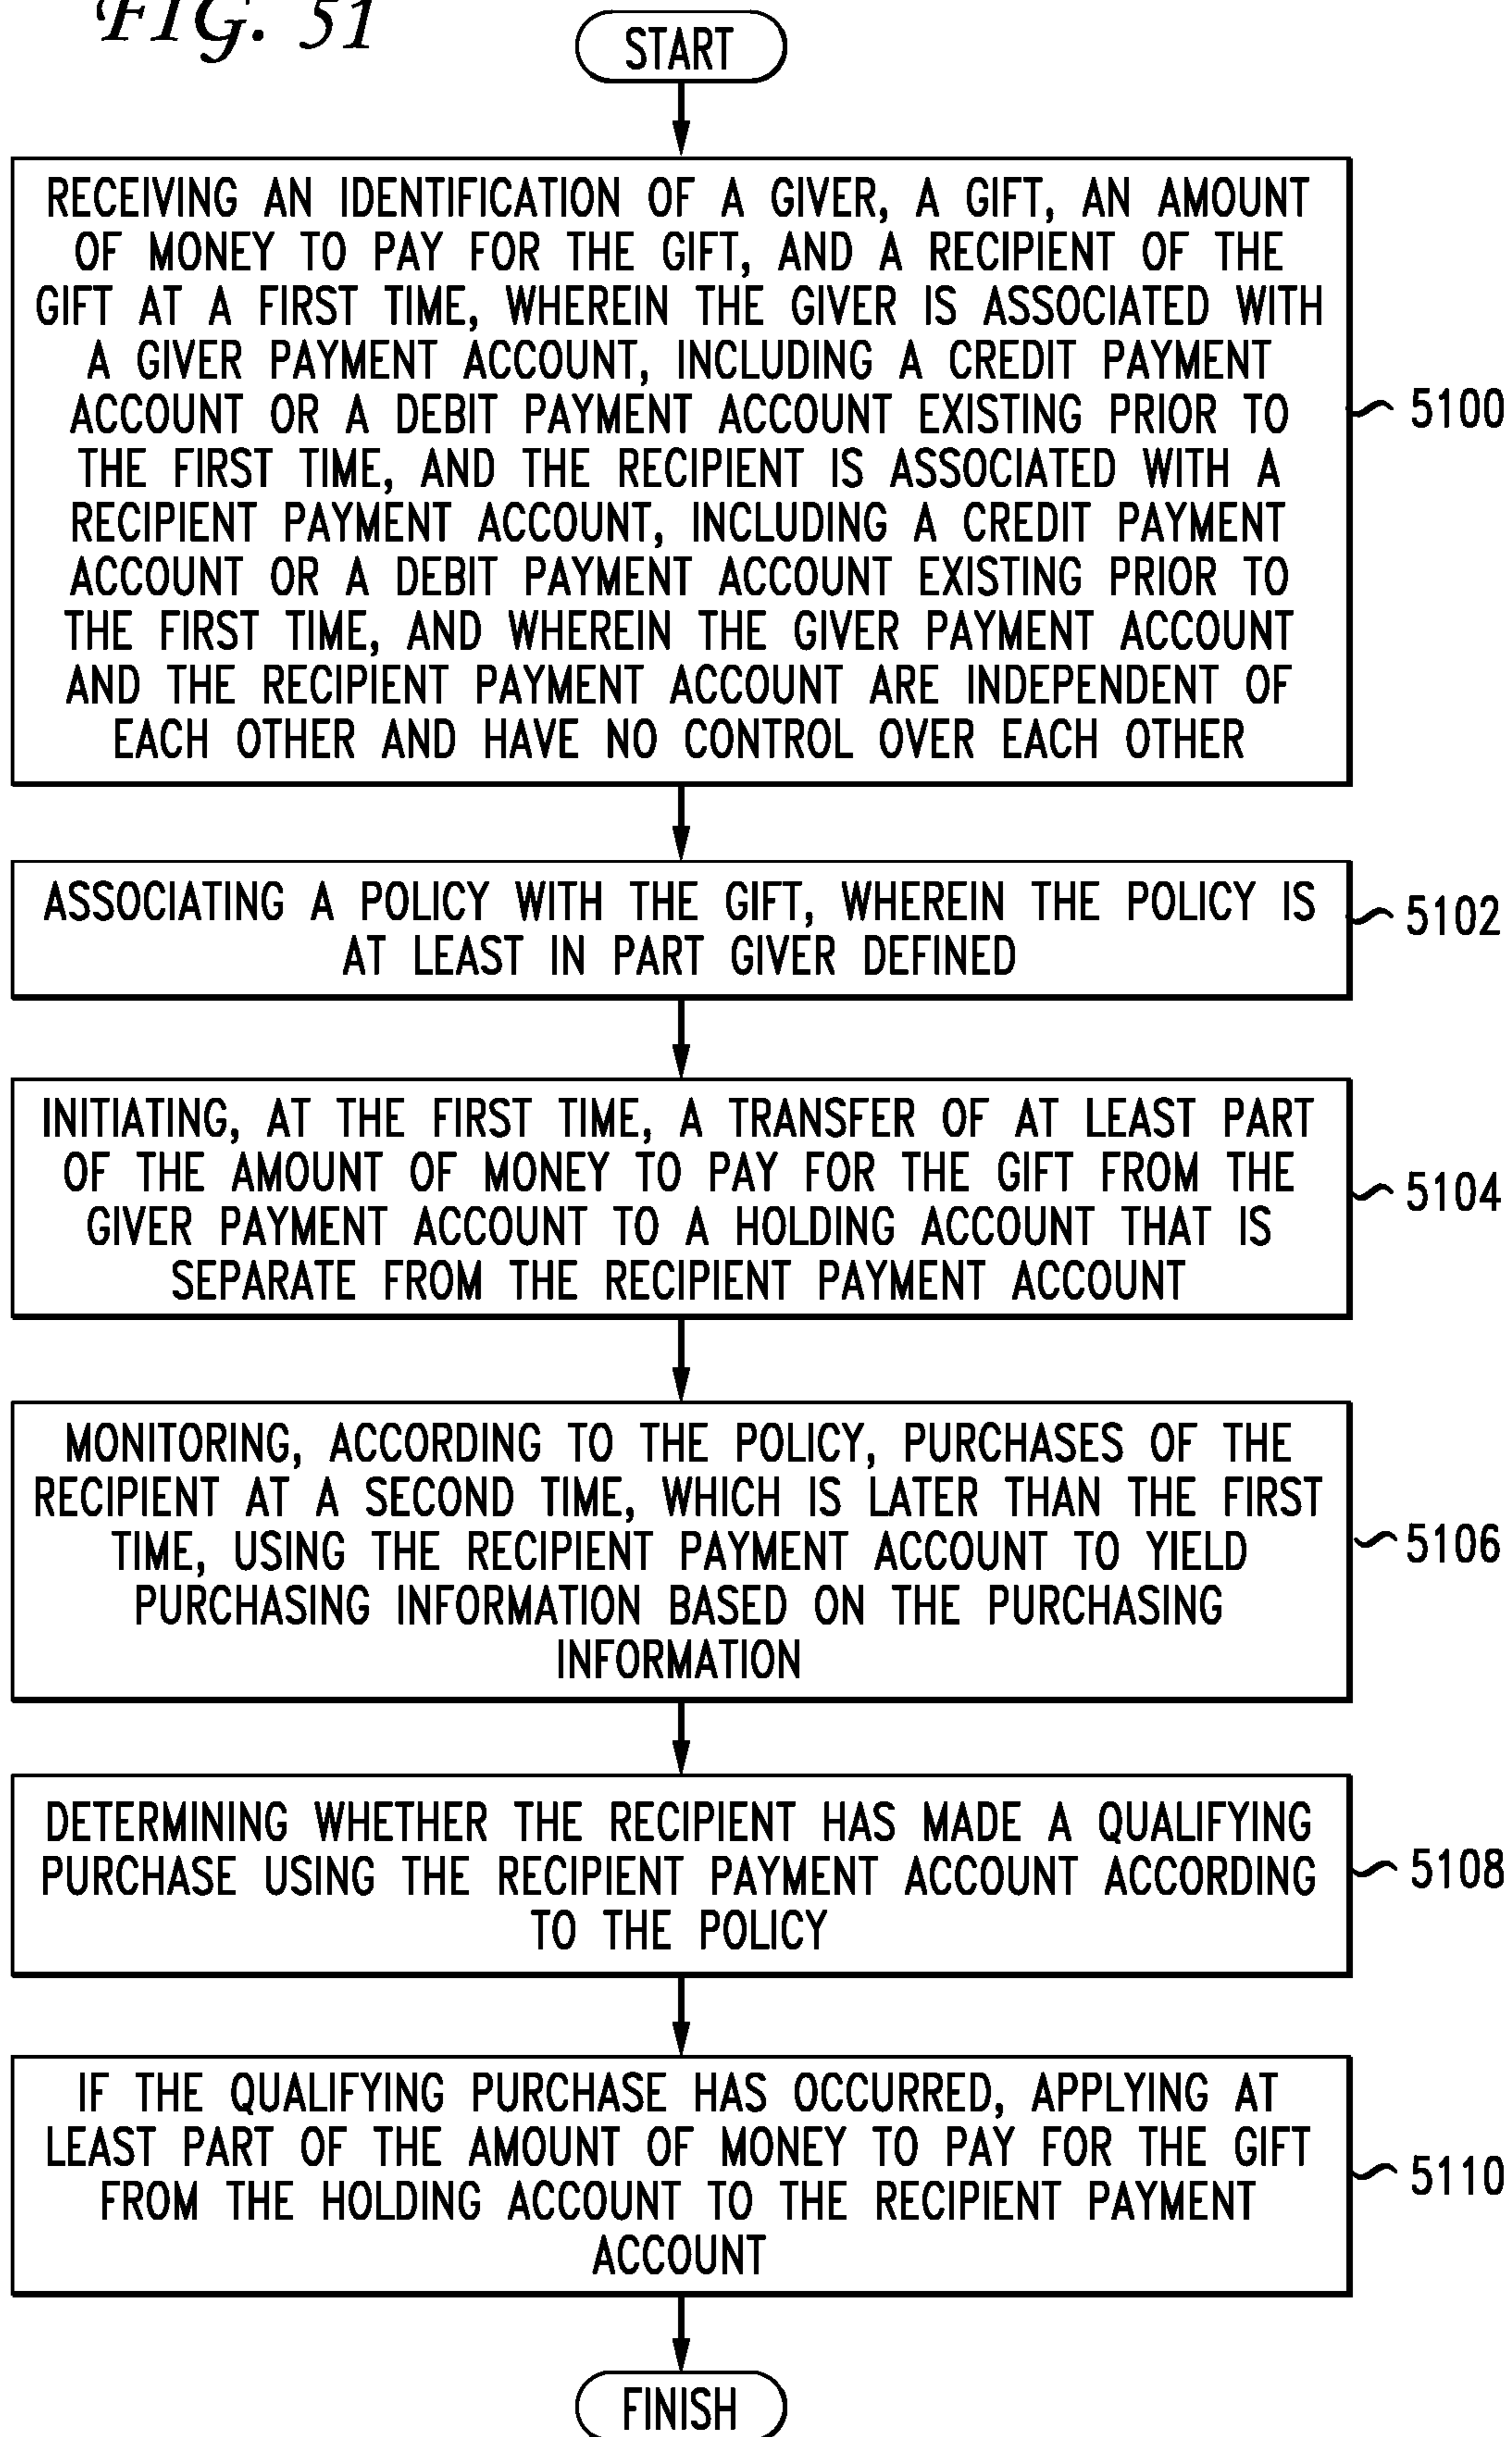 FIG. 51
START
RECEIVING AN IDENTIFICATION OF A GIVER, A GIFT, AN AMOUNT
OF MONEY TO PAY FOR THE GIFT, AND A RECIPIENT OF THE
GIFT AT A FIRST TIME, WHEREIN THE GIVER IS ASSOCIATED WITH
A GIVER PAYMENT ACCOUNT, INCLUDING A CREDIT PAYMENT
ACCOUNT OR A DEBIT PAYMENT ACCOUNT EXISTING PRIOR TO
THE FIRST TIME, AND THE RECIPIENT IS ASSOCIATED WITH A
RECIPIENT PAYMENT ACCOUNT, INCLUDING A CREDIT PAYMENT
ACCOUNT OR A DEBIT PAYMENT ACCOUNT EXISTING PRIOR TO
THE FIRST TIME, AND WHEREIN THE GIVER PAYMENT ACCOUNT
AND THE RECIPIENT PAYMENT ACCOUNT ARE INDEPENDENT OF
EACH OTHER AND HAVE NO CONTROL OVER EACH OTHER
5100
ASSOCIATING A POLICY WITH THE GIFT, WHEREIN THE POLICY IS
AT LEAST IN PART GIVER DEFINED
5102
INITIATING, AT THE FIRST TIME, A TRANSFER OF AT LEAST PART
OF THE AMOUNT OF MONEY TO PAY FOR THE GIFT FROM THE
GIVER PAYMENT ACCOUNT TO A HOLDING ACCOUNT THAT IS
SEPARATE FROM THE RECIPIENT PAYMENT ACCOUNT
5104
MONITORING, ACCORDING TO THE POLICY, PURCHASES OF THE
RECIPIENT AT A SECOND TIME, WHICH IS LATER THAN THE FIRST
TIME, USING THE RECIPIENT PAYMENT ACCOUNT TO YIELD
PURCHASING INFORMATION BASED ON THE PURCHASING
INFORMATION
5106
DETERMINING WHETHER THE RECIPIENT HAS MADE A QUALIFYING
PURCHASE USING THE RECIPIENT PAYMENT ACCOUNT ACCORDING
TO THE POLICY
5108
IF THE QUALIFYING PURCHASE HAS OCCURRED, APPLYING AT
LEAST PART OF THE AMOUNT OF MONEY TO PAY FOR THE GIFT
FROM THE HOLDING ACCOUNT TO THE RECIPIENT PAYMENT
ACCOUNT
5110
FINISH